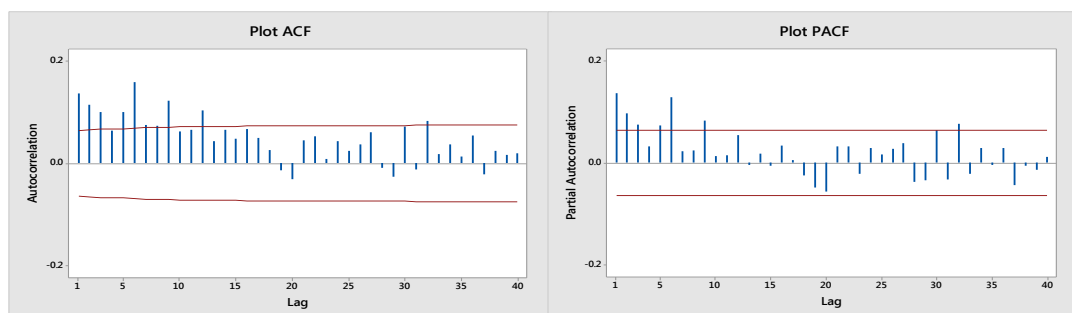 Plot ACF
0.2
0.0
-0.2
Autocorrelation
1 5 10 15 20 25 30 35 40
Lag
Plot PACF
0.2
0.0
-0.2
Partial Autocorrelation
1 5 10 15 20 25 30 35 40
Lag